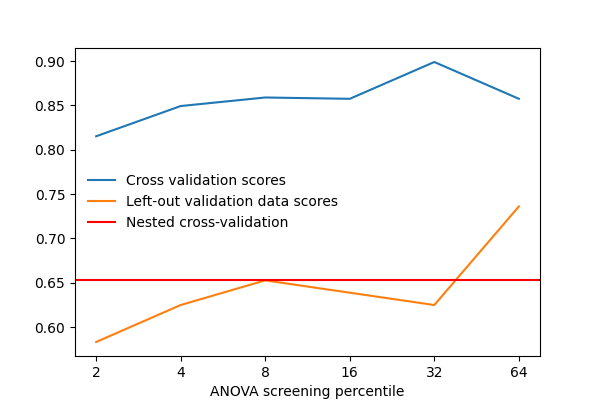 0.90
0.85
0.80
0.75
0.70
0.65
0.60
Cross validation scores
Left-out validation data scores
Nested cross-validation
2 4 8 16 32 64
ANOVA screening percentile